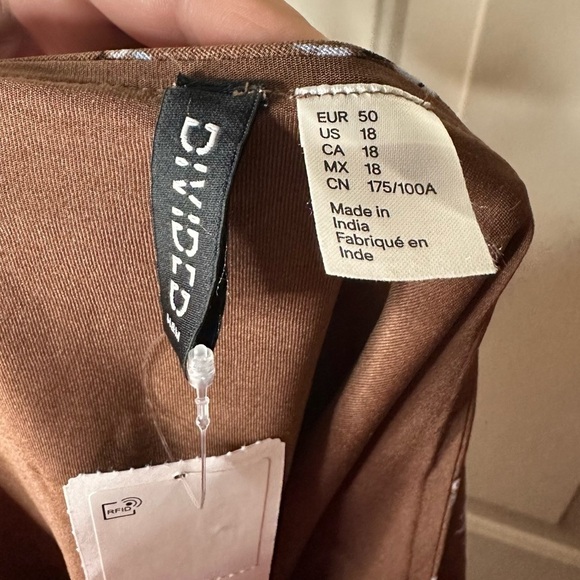 DIVIDED
EUR 50
US 18
CA 18
MX 18
CN 175/100A
Made in
India
Fabriqué en
Inde
RFID